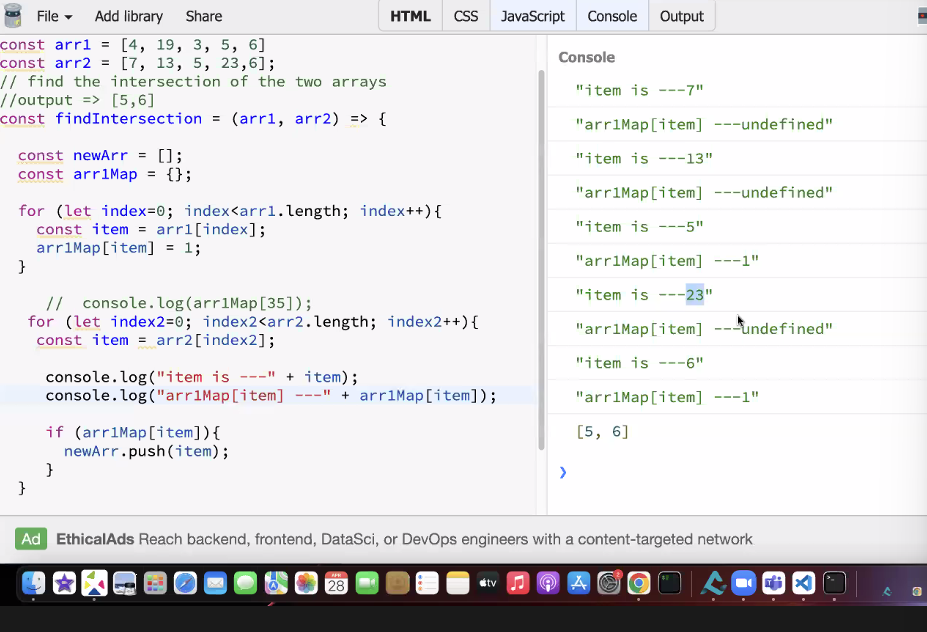 File ▾ Add library Share HTML CSS JavaScript Console Output
const arr1 = [4, 19, 3, 5, 6]
const arr2 = [7, 13, 5, 23,6];
// find the intersection of the two arrays
//output => [5,6]
const findIntersection = (arr1, arr2) => {
const newArr = [];
const arr1Map = {};
for (let index=0; index<arr1.length; index++){
const item = arr1[index];
arr1Map[item] = 1;
}
// console.log(arr1Map[35]);
for (let index2=0; index2<arr2.length; index2++){
const item = arr2[index2];
console.log("item is ---" + item);
console.log("arr1Map[item] ---" + arr1Map[item]);
if (arr1Map[item]){
newArr.push(item);
}
}
Console
"item is ---7"
"arr1Map[item] ---undefined"
"item is ---13"
"arr1Map[item] ---undefined"
"item is ---5"
"arr1Map[item] ---1"
"item is ---23"
"arr1Map[item] ---undefined"
"item is ---6"
"arr1Map[item] ---1"
[5, 6]
❯
Ad EthicalAds Reach backend, frontend, DataSci, or DevOps engineers with a content-targeted network
APR
28
tv
2